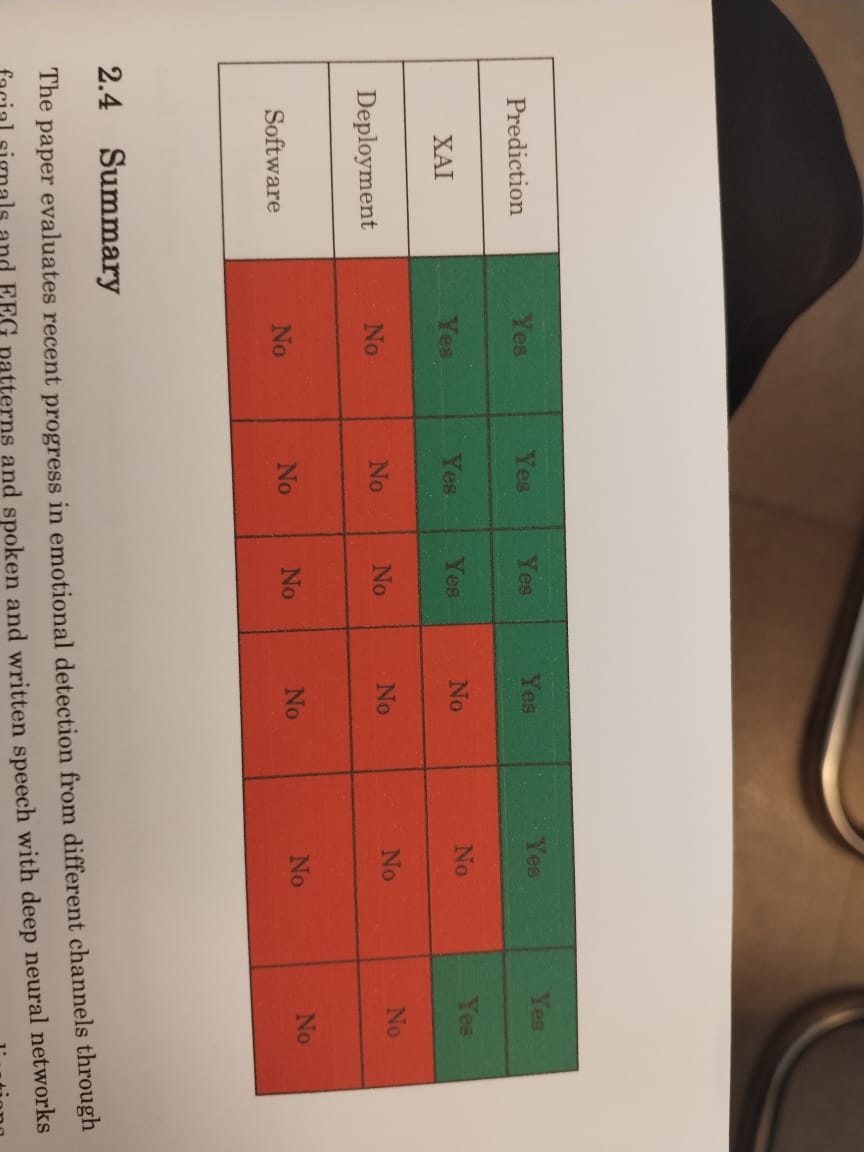 Prediction Yes Yes Yes Yes Yes Yes
XAI Yes Yes Yes No No Yes
Deployment No No No No No No
Software No No No No No No
2.4 Summary
The paper evaluates recent progress in emotional detection from different channels through
facial signals and EEG patterns and spoken and written speech with deep neural networks